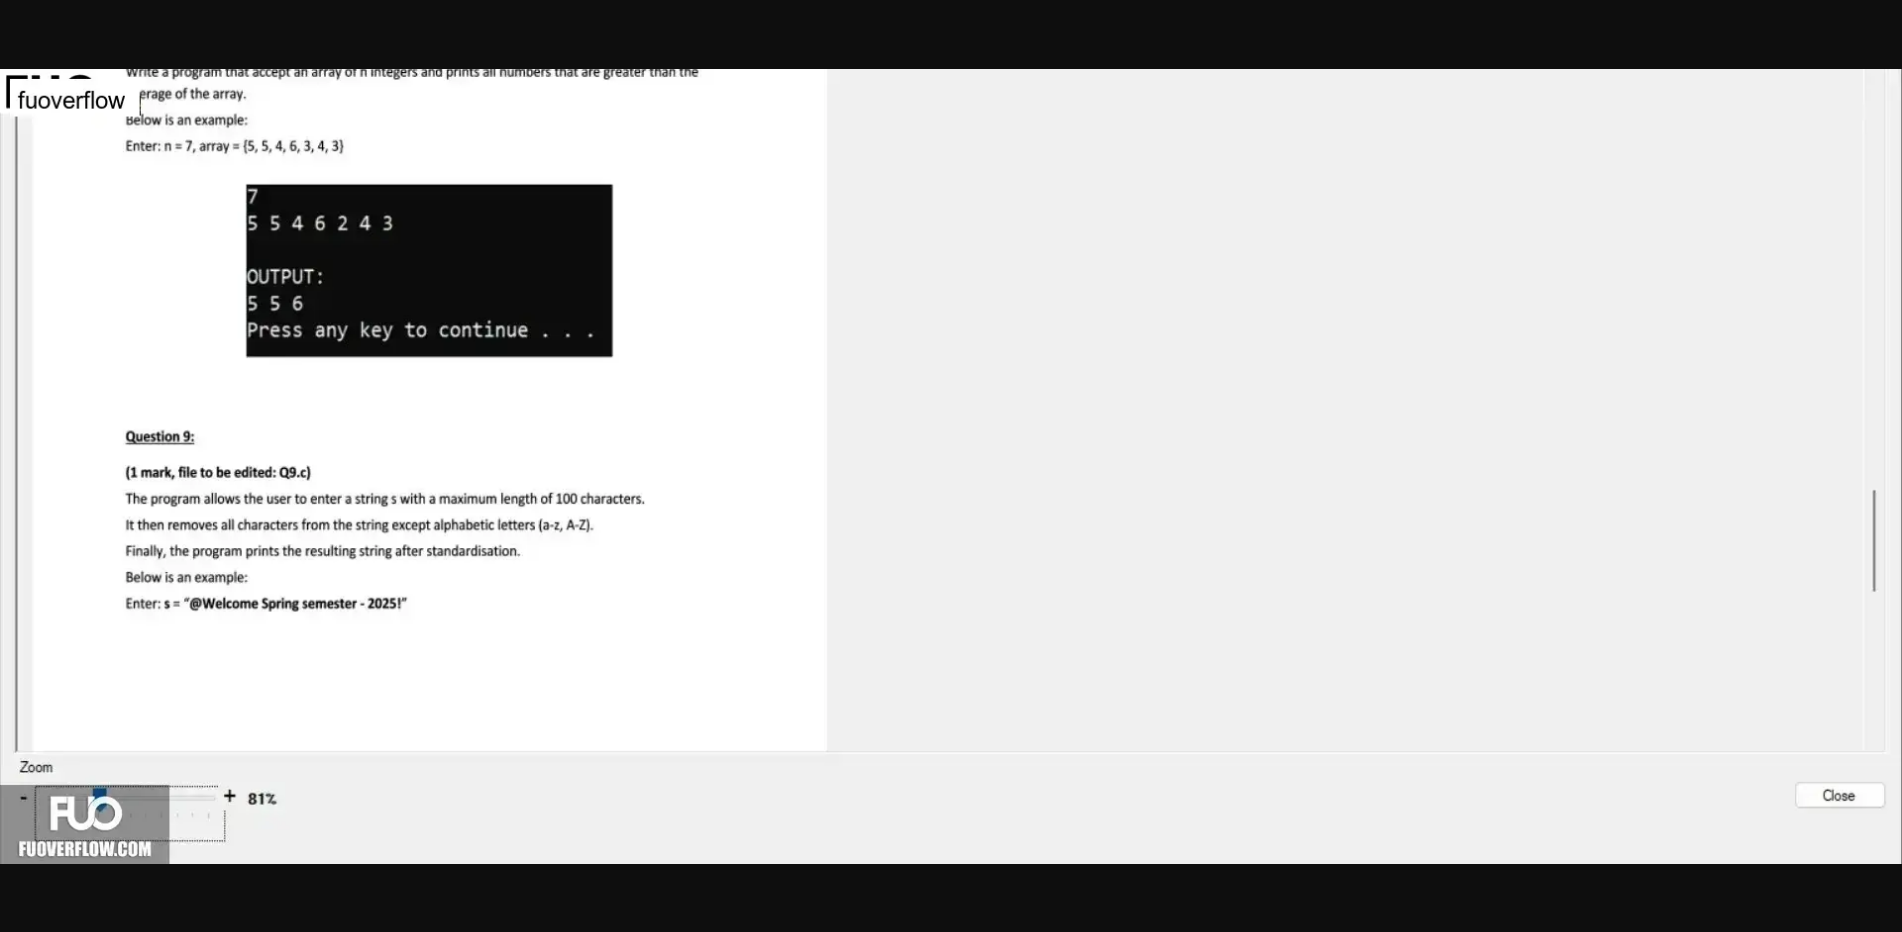 Write a program that accept an array of n integers and prints all numbers that are greater than the
fuoverflow
erage of the array.
Below is an example:
Enter: n = 7, array = {5, 5, 4, 6, 3, 4, 3}
7
5 5 4 6 2 4 3
OUTPUT:
5 5 6
Press any key to continue . . .
Question 9:
(1 mark, file to be edited: Q9.c)
The program allows the user to enter a string s with a maximum length of 100 characters.
It then removes all characters from the string except alphabetic letters (a-z, A-Z).
Finally, the program prints the resulting string after standardisation.
Below is an example:
Enter: s = "@Welcome Spring semester - 2025!"
Zoom
- + 81%
Close
FUO
FUOVERFLOW.COM